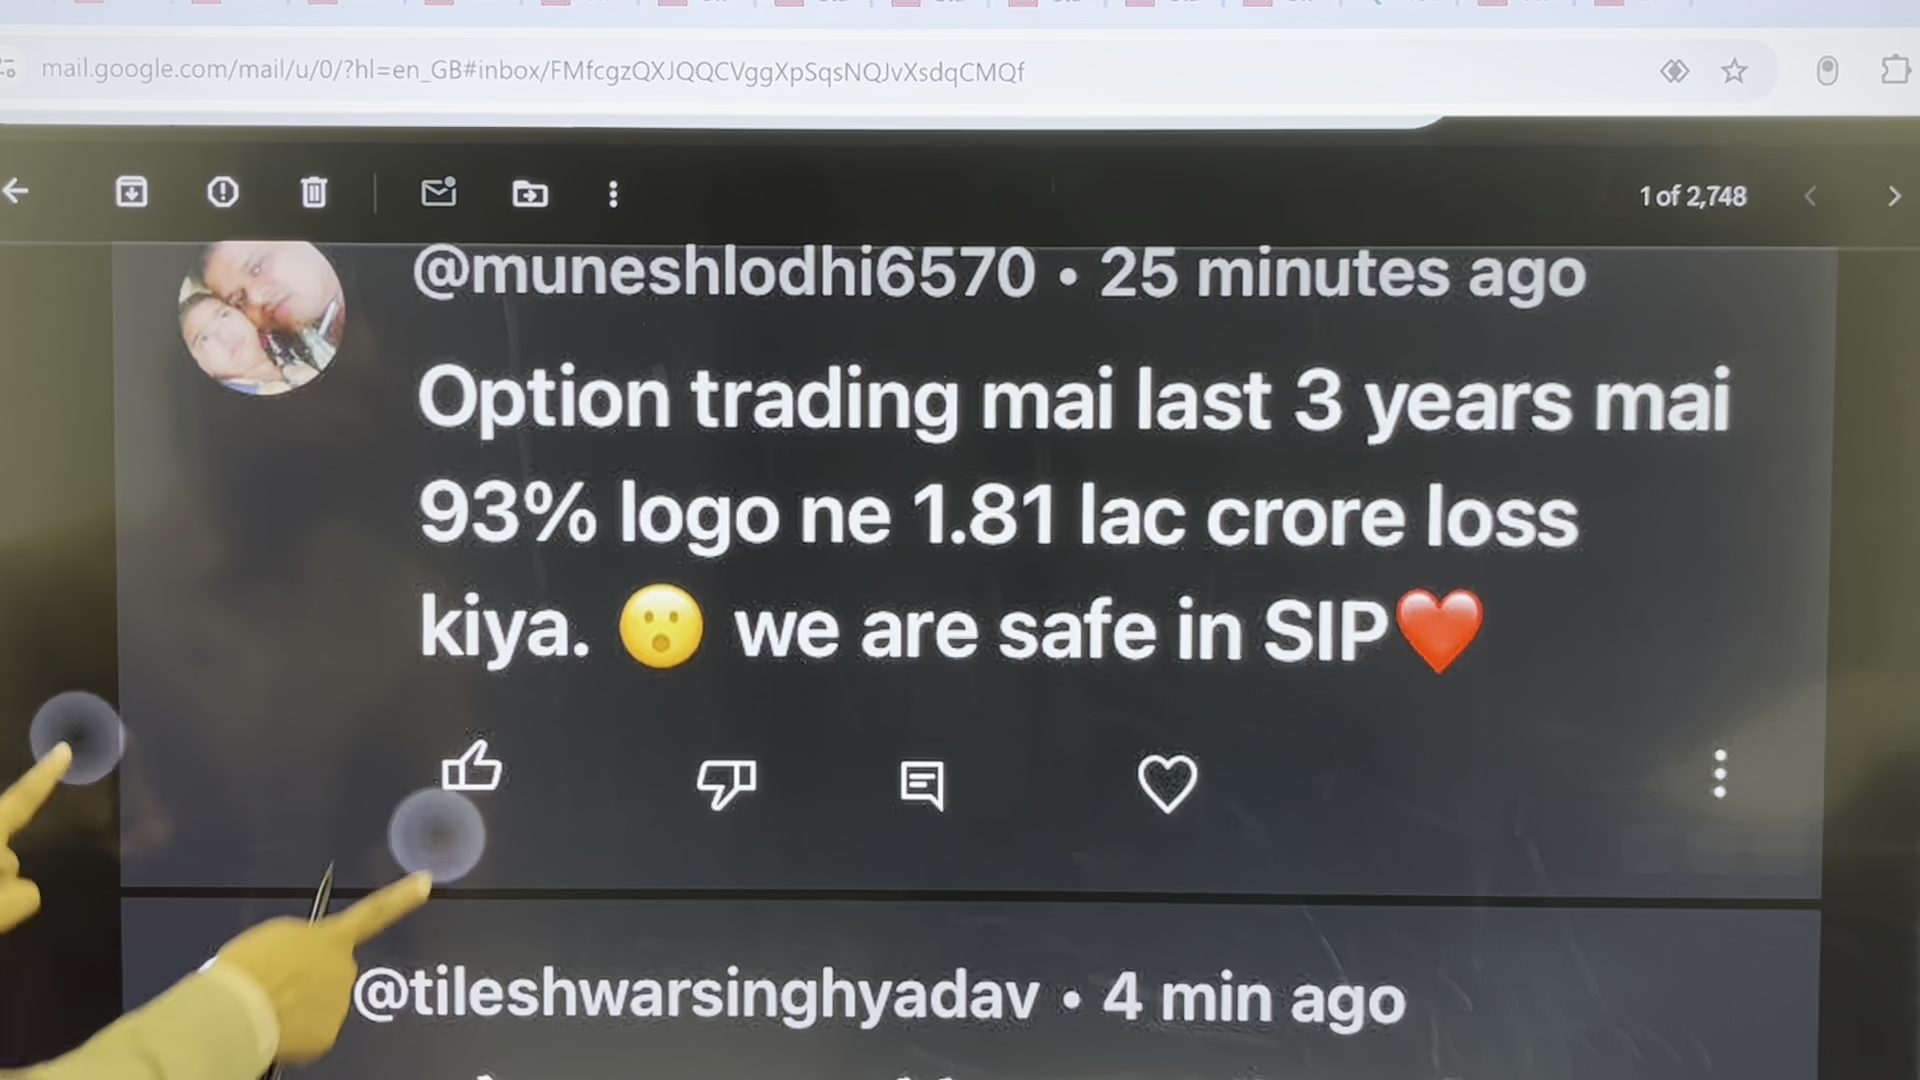 mail.google.com/mail/u/0/?hl=en_GB#inbox/FMfcgzQXJQQCVggXpSqsNQJvXsdqCMQf
1 of 2,748
@muneshlodhi6570 • 25 minutes ago
Option trading mai last 3 years mai
93% logo ne 1.81 lac crore loss
kiya. 😮 we are safe in SIP❤️
@tileshwarsinghyadav • 4 min ago